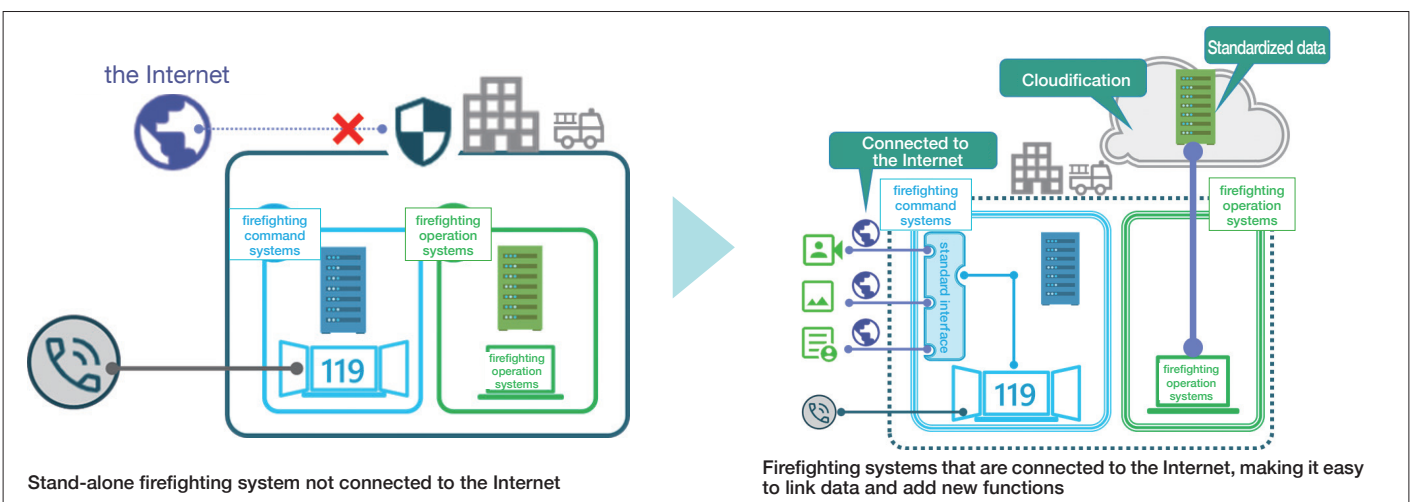 the Internet
firefighting
command
systems
firefighting
operation
systems
119
firefighting
operation
systems
Stand-alone firefighting system not connected to the Internet
Standardized data
Cloudification
Connected to
the Internet
firefighting
command
systems
firefighting
operation
systems
standard interface
119
firefighting
operation
systems
Firefighting systems that are connected to the Internet, making it easy
to link data and add new functions